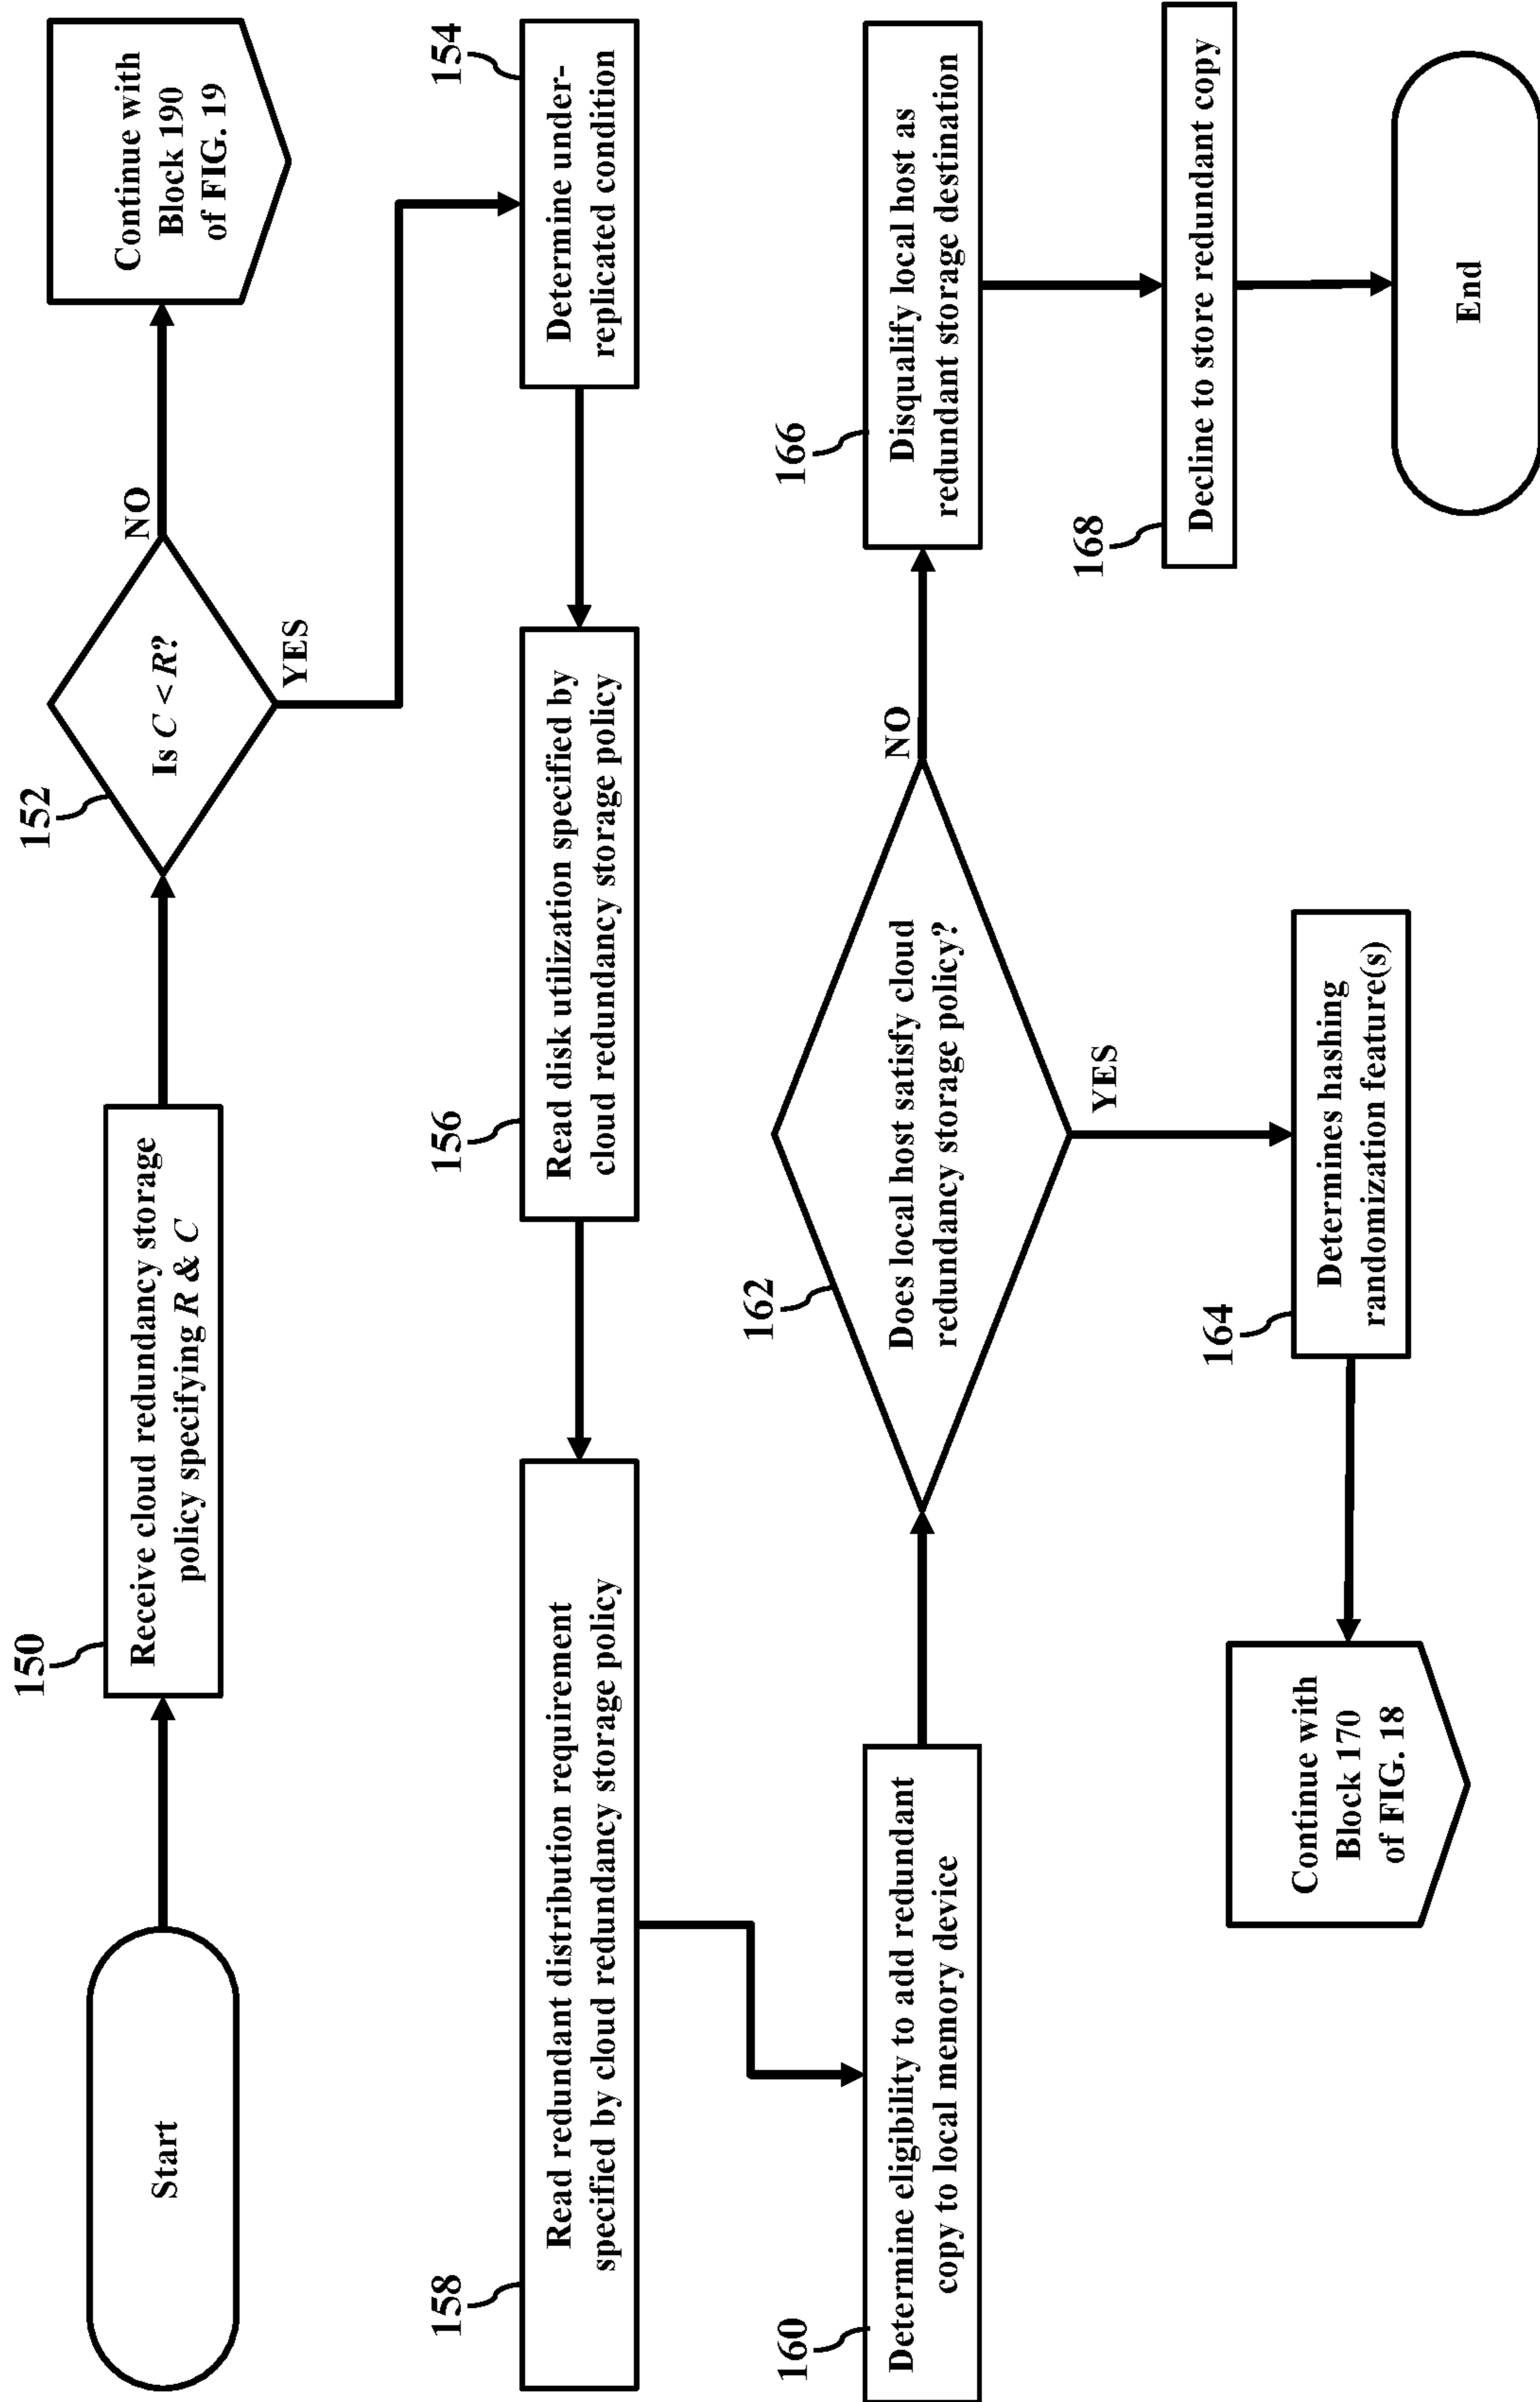 Start
150
Receive cloud redundancy storage
policy specifying R & C
152
Is C < R?
NO
Continue with
Block 190
of FIG. 19
YES
154
Determine under-
replicated condition
156
Read disk utilization specified by
cloud redundancy storage policy
158
Read redundant distribution requirement
specified by cloud redundancy storage policy
160
Determine eligibility to add redundant
copy to local memory device
162
Does local host satisfy cloud
redundancy storage policy?
NO
166
Disqualify local host as
redundant storage destination
168
Decline to store redundant copy
End
YES
164
Determines hashing
randomization feature(s)
Continue with
Block 170
of FIG. 18